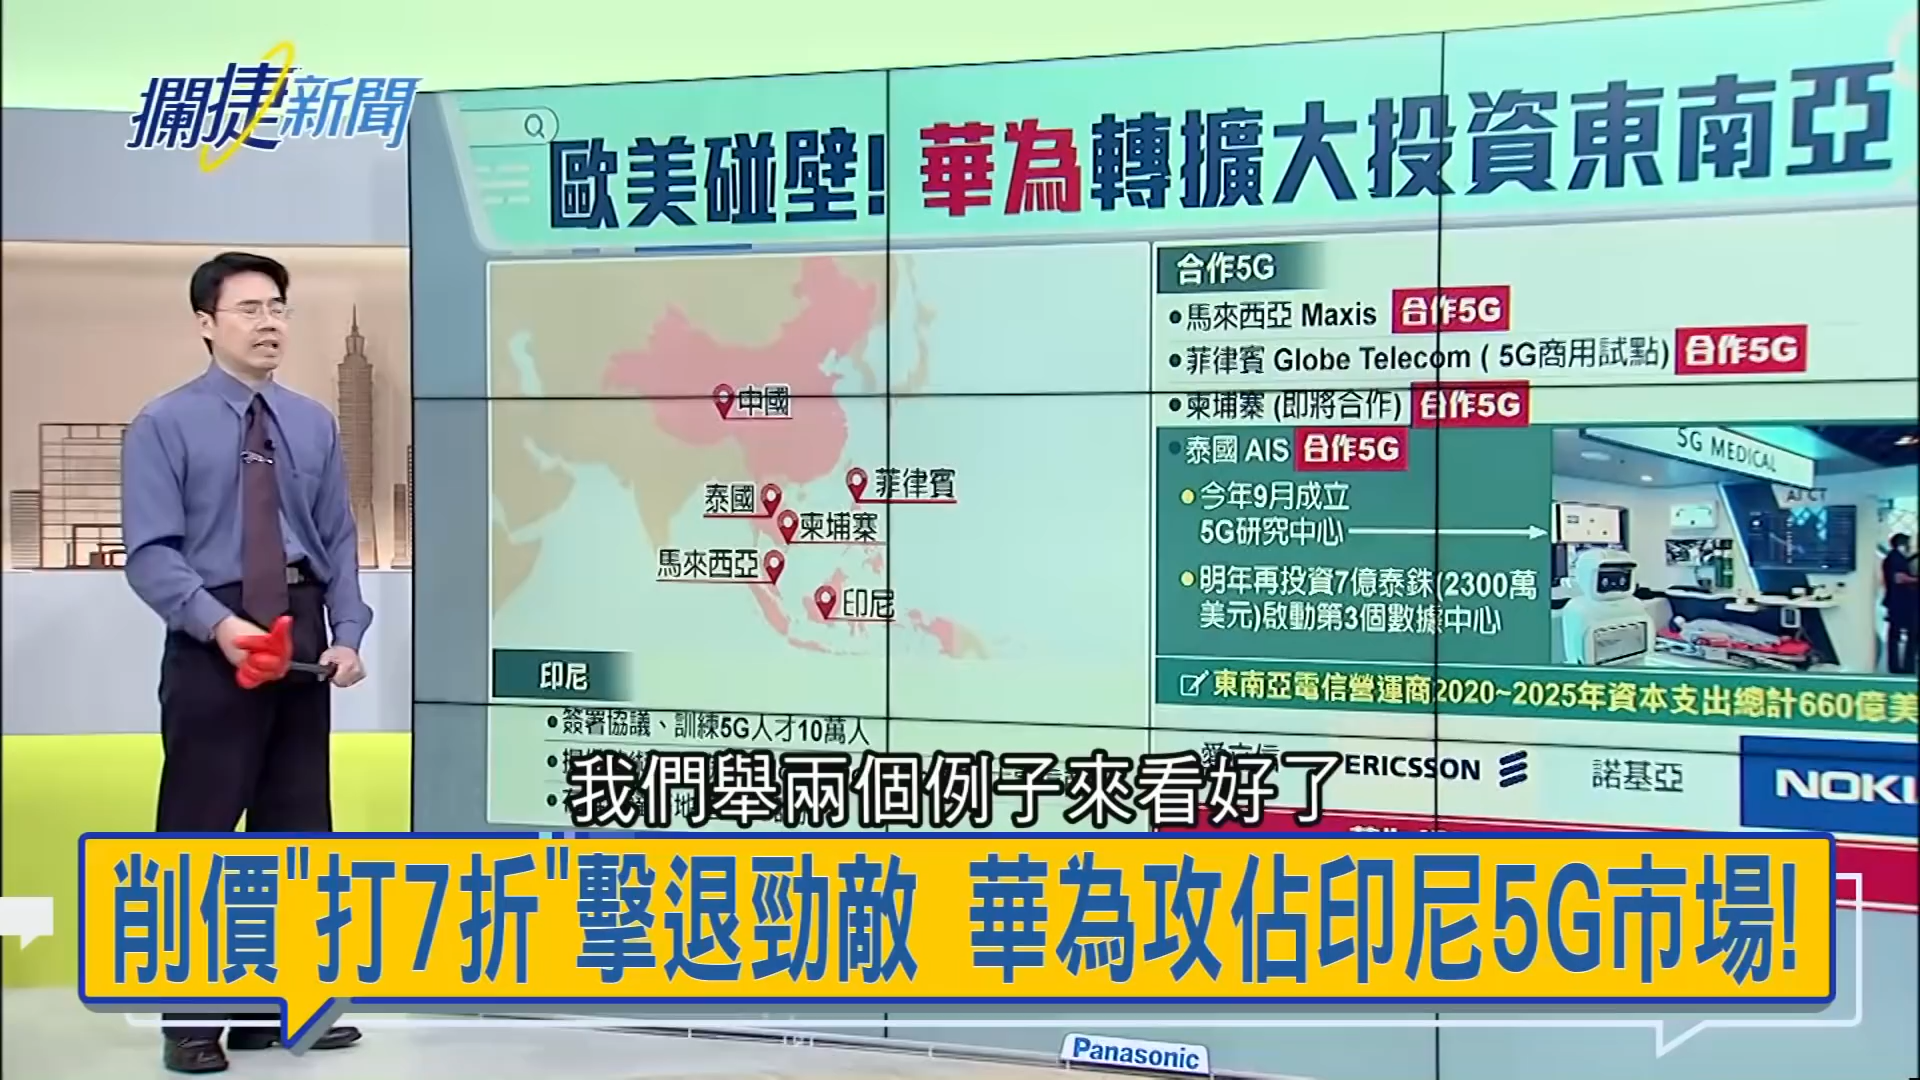 攔捷新聞
歐美碰壁! 華為轉擴大投資東南亞
中國
泰國
菲律賓
柬埔寨
馬來西亞
印尼
印尼
•簽署協議、訓練5G人才10萬人
合作5G
•馬來西亞 Maxis 合作5G
•菲律賓 Globe Telecom ( 5G商用試點) 合作5G
•柬埔寨 (即將合作) 合作5G
•泰國 AIS 合作5G
•今年9月成立
5G研究中心
•明年再投資7億泰銖(2300萬
美元)啟動第3個數據中心
5G MEDICAL
東南亞電信營運商2020~2025年資本支出總計660億美
愛立信 ERICSSON 諾基亞 NOKI
我們舉兩個例子來看好了
削價"打7折"擊退勁敵 華為攻佔印尼5G市場!
Panasonic